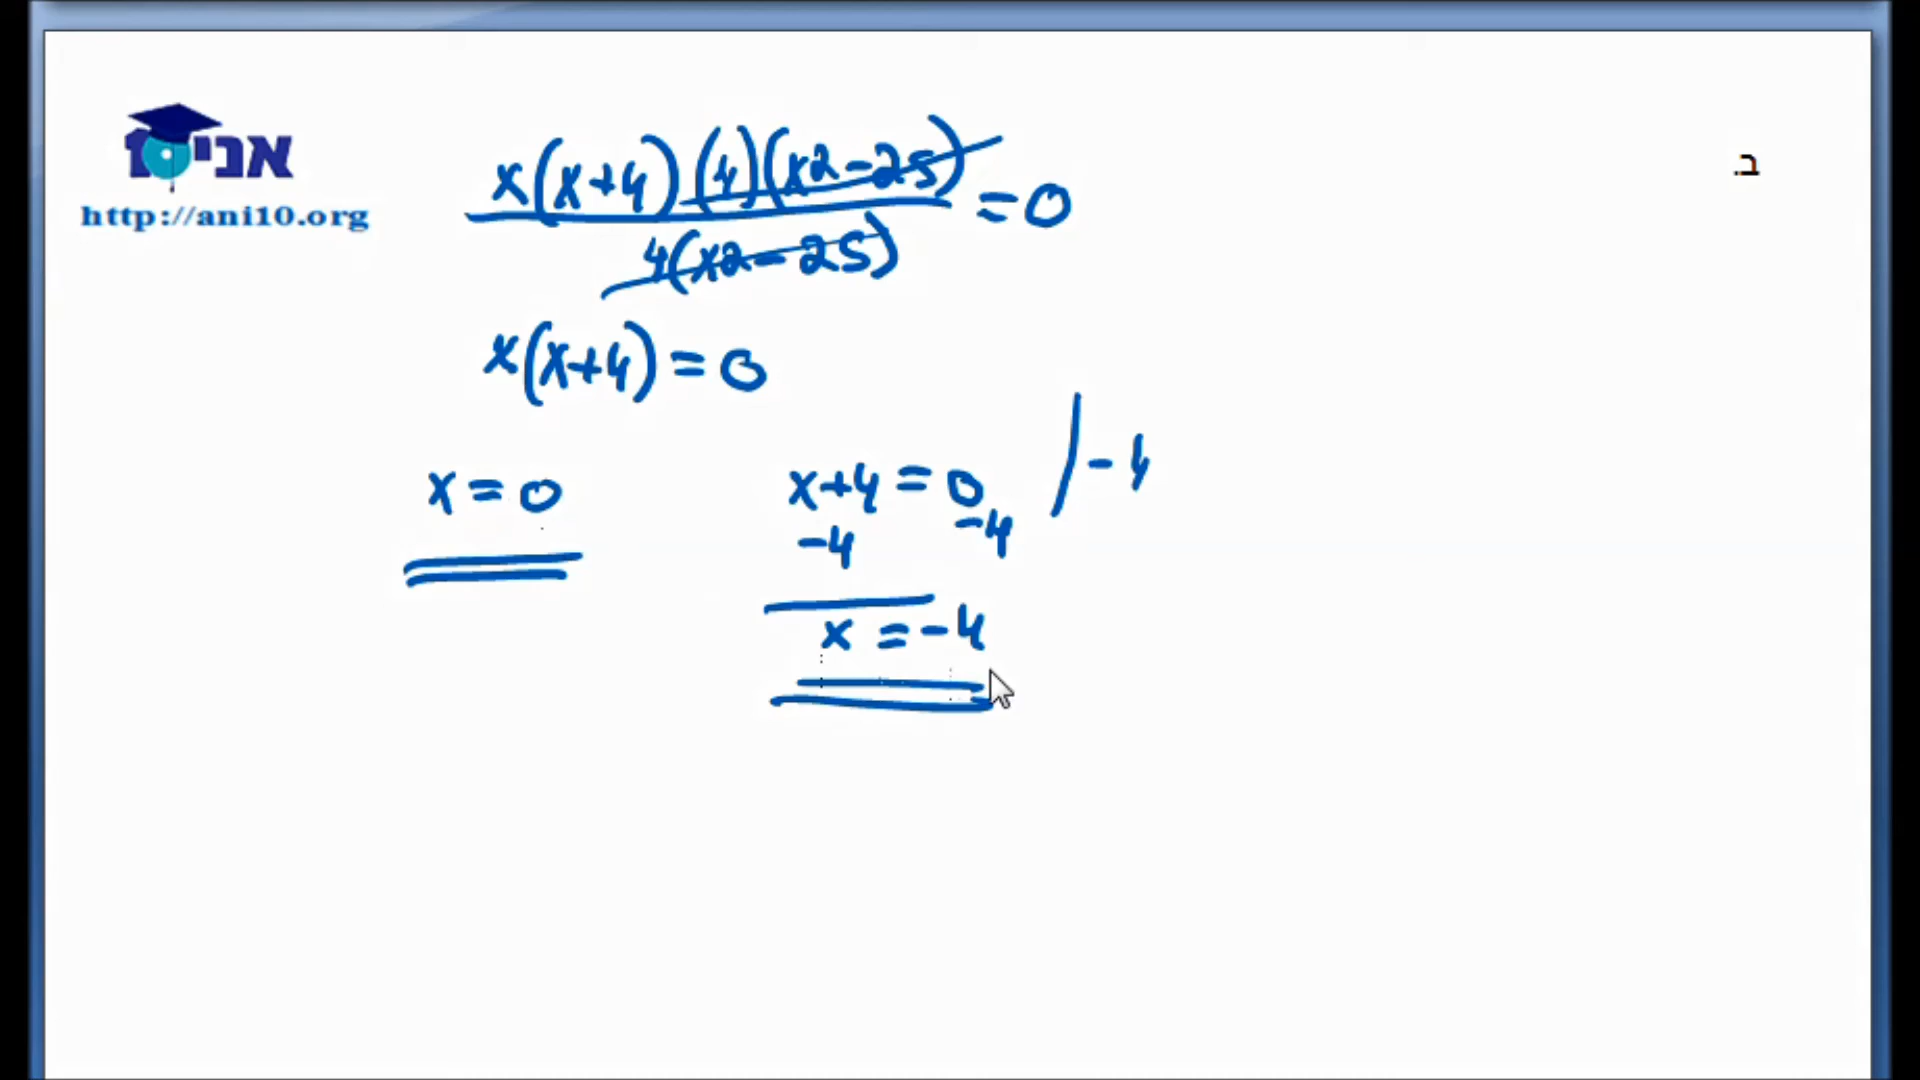 אני10
http://ani10.org
ב.
x(x+4)(4)(x2-25)
4(x2-25)
=0
x(x+4)=0
x=0
x+4=0 /-4
-4 -4
x=-4